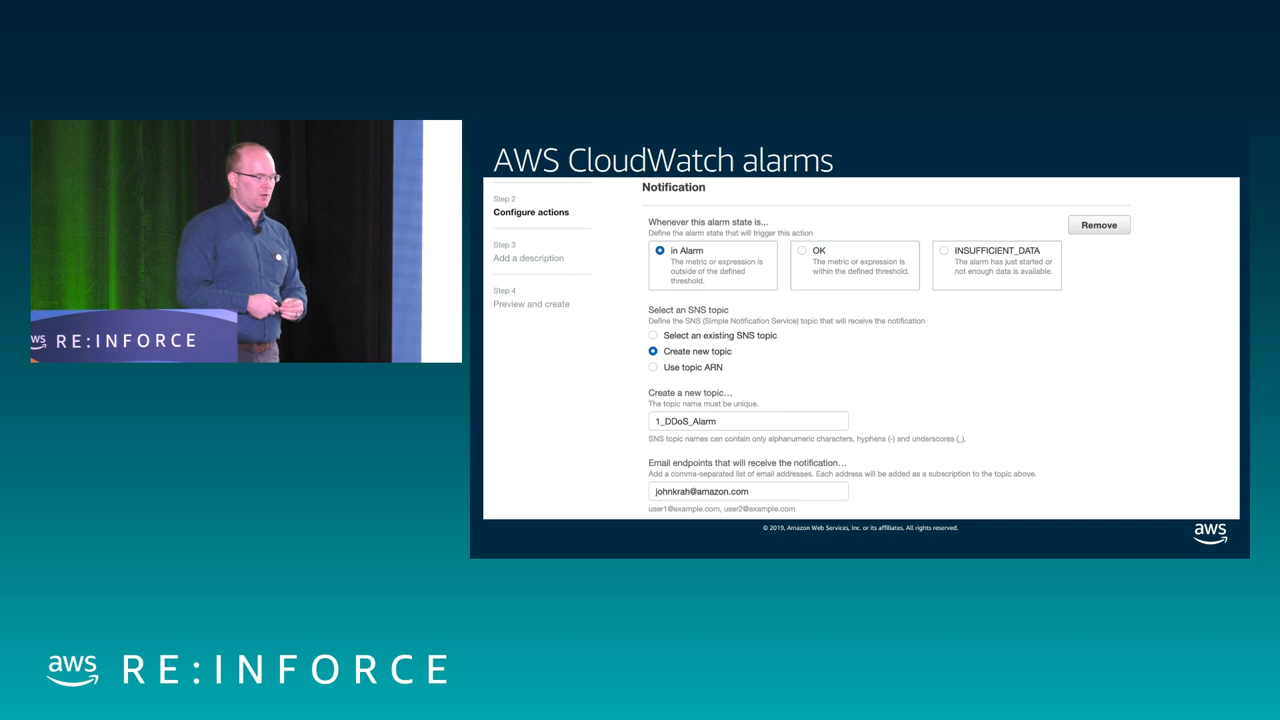 AWS CloudWatch alarms
Step 2
Configure actions
Step 3
Add a description
Step 4
Preview and create
Notification
Whenever this alarm state is...
Define the alarm state that will trigger this action
Remove
in Alarm
The metric or expression is
outside of the defined
threshold.
OK
The metric or expression is
within the defined threshold.
INSUFFICIENT_DATA
The alarm has just started or
not enough data is available.
Select an SNS topic
Define the SNS (Simple Notification Service) topic that will receive the notification
Select an existing SNS topic
Create new topic
Use topic ARN
Create a new topic...
The topic name must be unique.
1_DDoS_Alarm
SNS topic names can contain only alphanumeric characters, hyphens (-) and underscores (_).
Email endpoints that will receive the notification...
Add a comma-separated list of email addresses. Each address will be added as a subscription to the topic above.
johnkrah@amazon.com
user1@example.com, user2@example.com
© 2019, Amazon Web Services, Inc. or its affiliates. All rights reserved.
aws
ws RE:INFORCE
aws RE:INFORCE